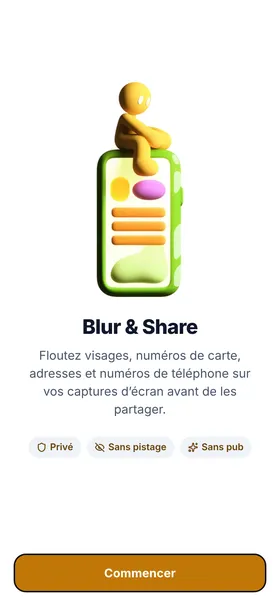 Blur & Share
Floutez visages, numéros de carte,
adresses et numéros de téléphone sur
vos captures d’écran avant de les
partager.
Privé
Sans pistage
Sans pub
Commencer